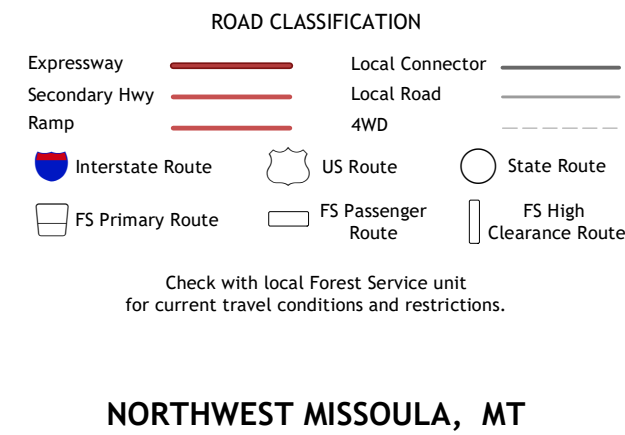 ROAD CLASSIFICATION
Expressway
Local Connector
Secondary Hwy
Local Road
Ramp
4WD
Interstate Route
US Route
State Route
FS Primary Route
FS Passenger
Route
FS High
Clearance Route
Check with local Forest Service unit
for current travel conditions and restrictions.
NORTHWEST MISSOULA, MT